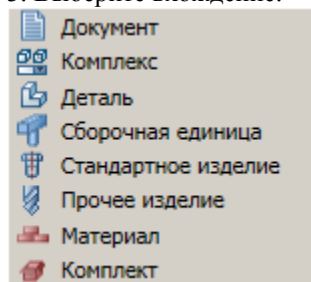 Документ
Комплекс
Деталь
Сборочная единица
Стандартное изделие
Прочее изделие
Материал
Комплект